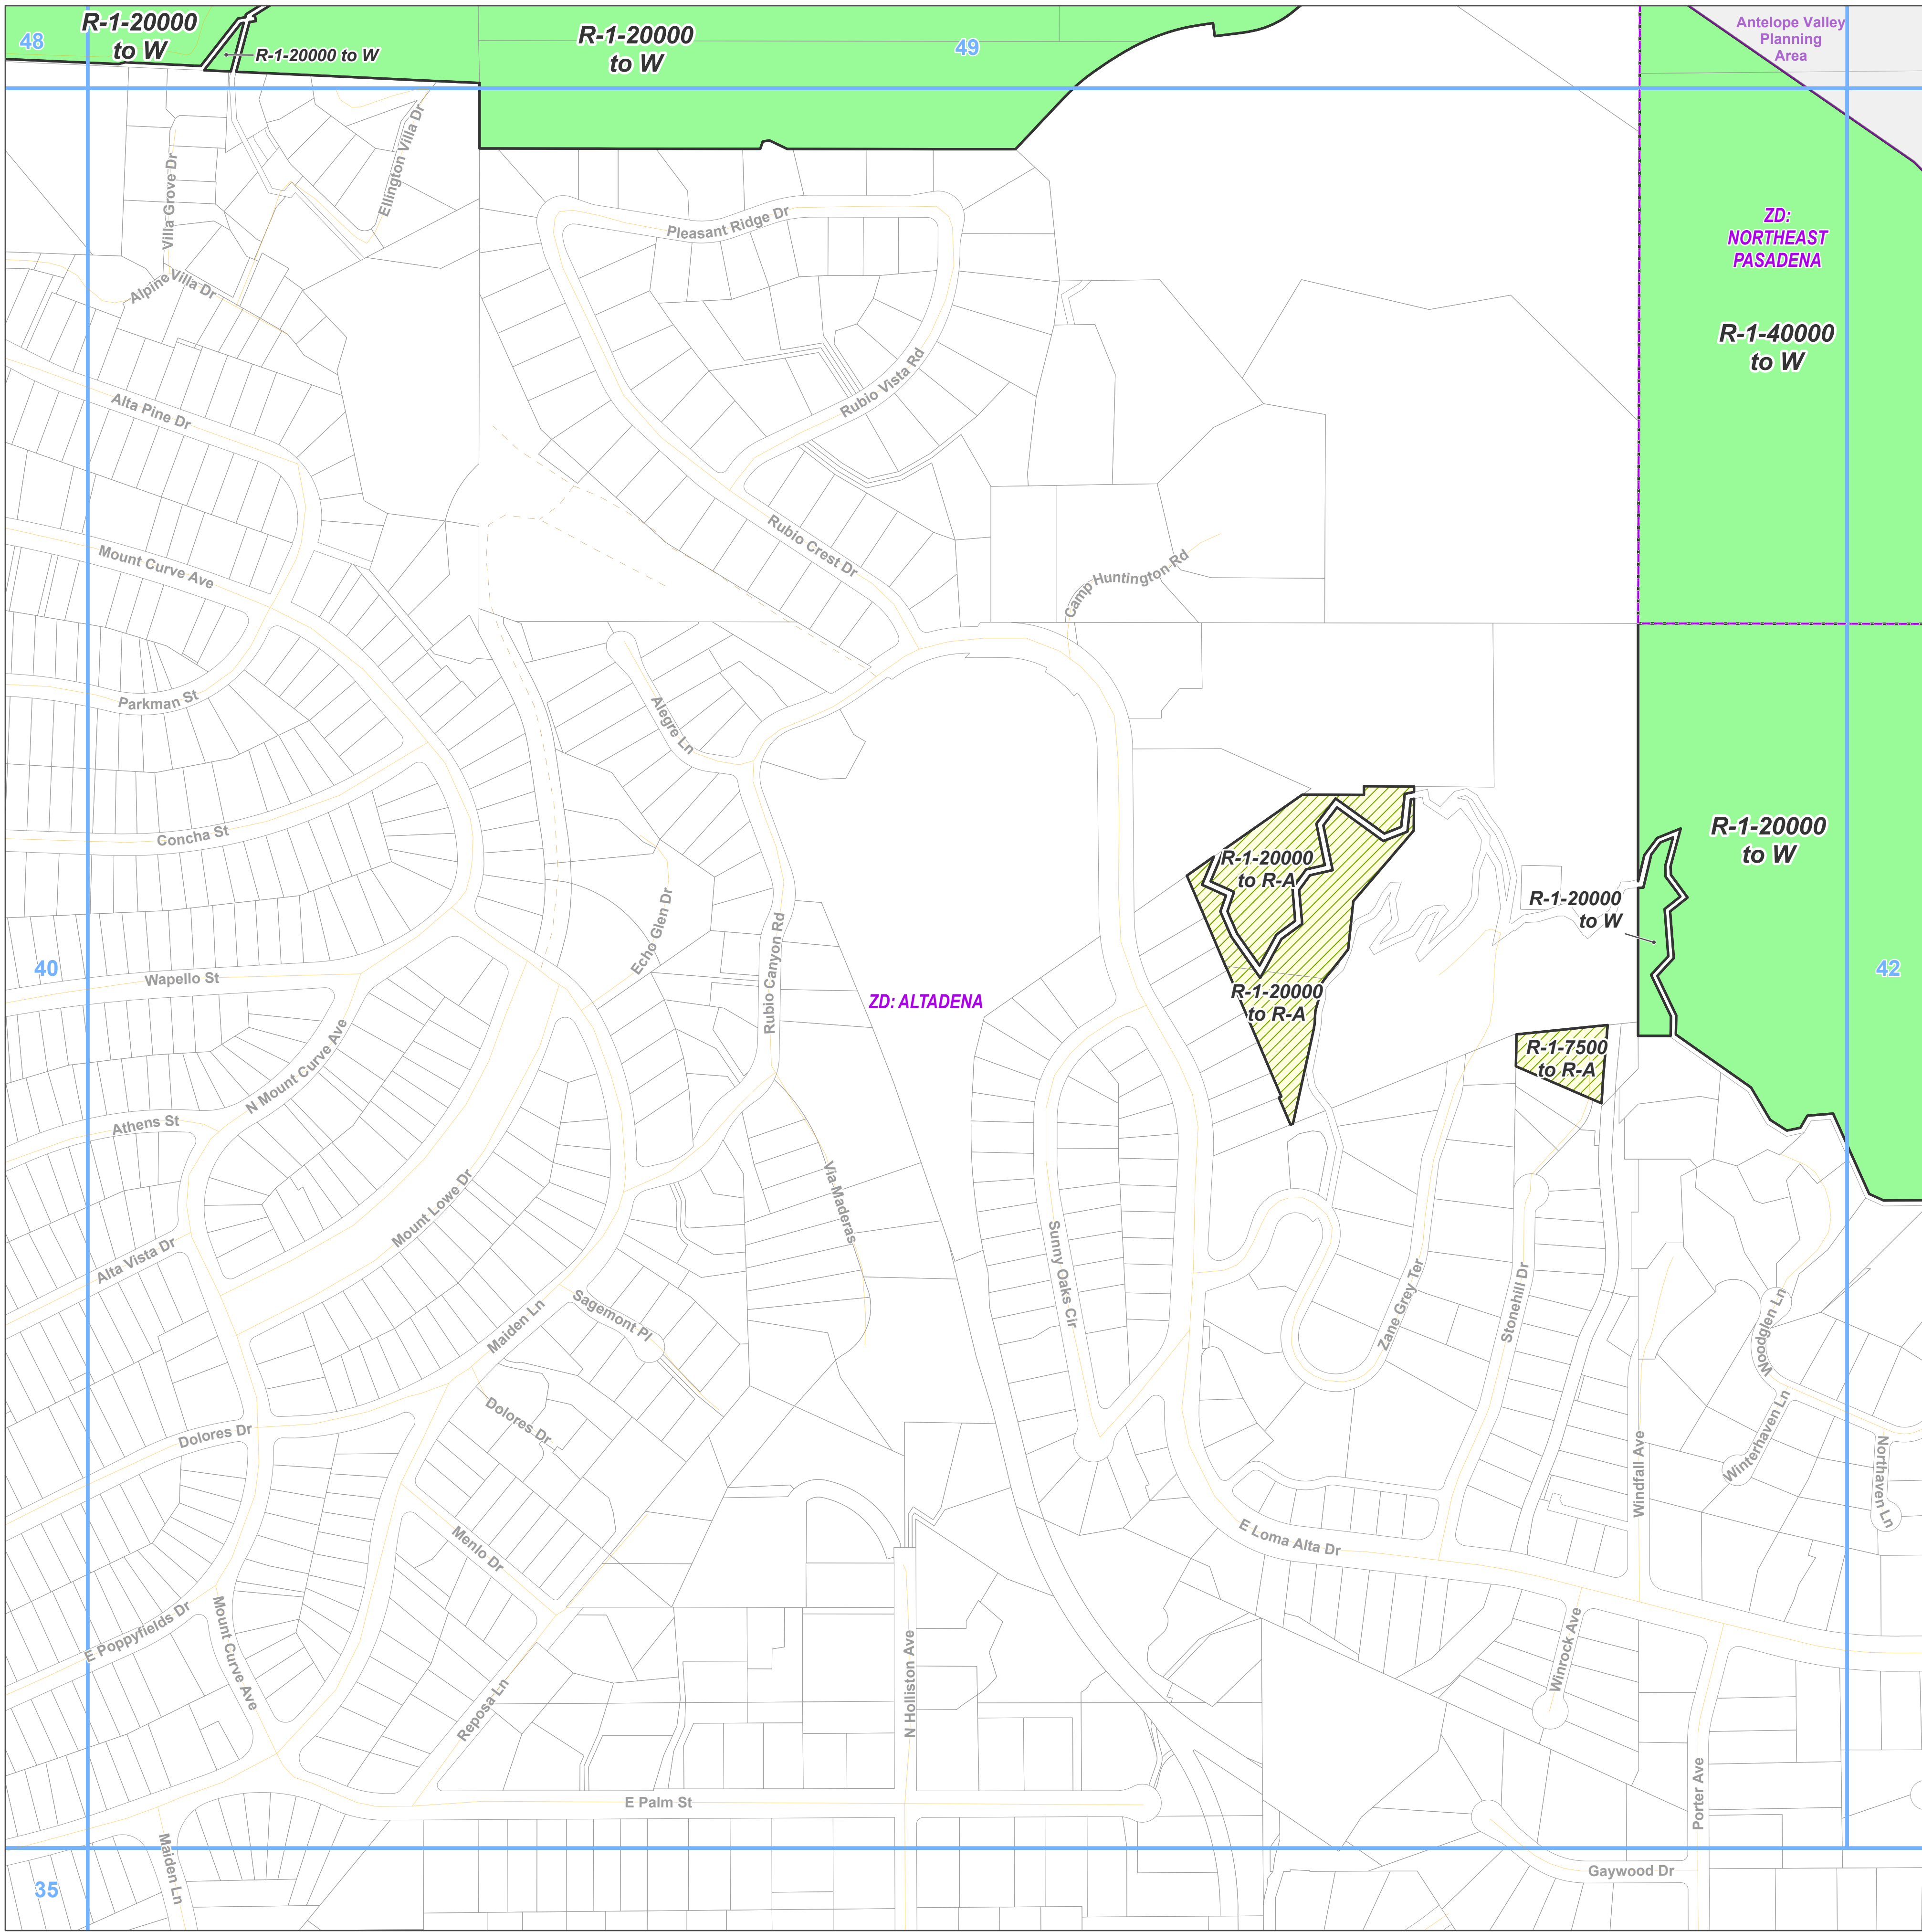 R-1-20000
to W
48
R-1-20000 to W
R-1-20000
to W
49
Antelope Valley
Planning
Area
Villa Grove Dr
Ellington Villa Dr
Alpine Villa Dr
Pleasant Ridge Dr
ZD:
NORTHEAST
PASADENA
R-1-40000
to W
Alta Pine Dr
Rubio Vista Rd
Mount Curve Ave
Rubio Crest Dr
Camp Huntington Rd
Parkman St
Alegre Ln
Concha St
R-1-20000
to W
R-1-20000
to R-A
R-1-20000
to W
Echo Glen Dr
Rubio Canyon Rd
40
Wapello St
ZD: ALTADENA
R-1-20000
to R-A
42
R-1-7500
to R-A
N Mount Curve Ave
Athens St
Mount Lowe Dr
Via Maderas
Alta Vista Dr
Sunny Oaks Cir
Zane Grey Ter
Stonehill Dr
Woodglen Ln
Maiden Ln
Sagemont Pl
Dolores Dr
Dolores Dr
Windfall Ave
Winterhaven Ln
Northaven Ln
E Loma Alta Dr
Menlo Dr
E Poppyfields Dr
Mount Curve Ave
Reposa Ln
N Holliston Ave
Winrock Ave
Porter Ave
E Palm St
Maiden Ln
Gaywood Dr
35